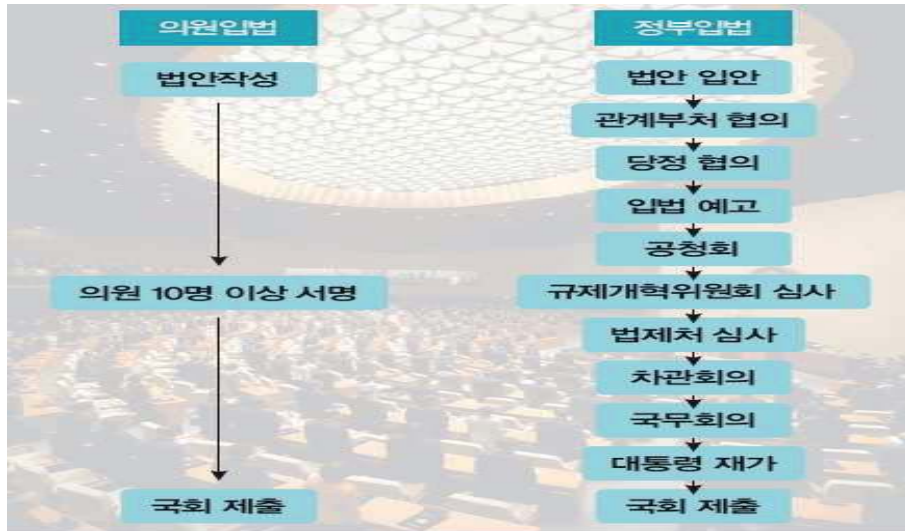 의원입법
법안작성
의원 10명 이상 서명
국회 제출
정부입법
법안 입안
관계부처 협의
당정 협의
입법 예고
공청회
규제개혁위원회 심사
법제처 심사
차관회의
국무회의
대통령 재가
국회 제출